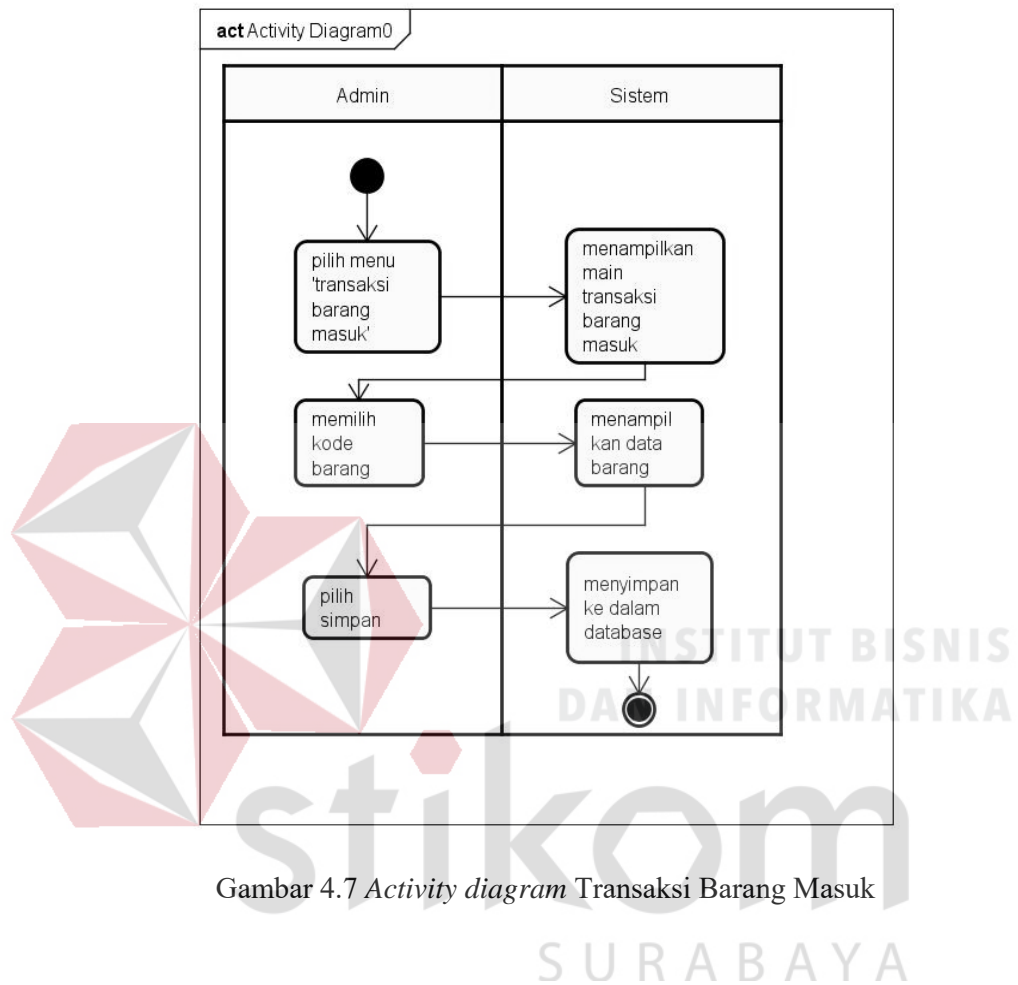 act Activity Diagram0
Admin
Sistem
pilih menu
'transaksi
barang
masuk'
menampilkan
main
transaksi
barang
masuk
memilih
kode
barang
menampil
kan data
barang
pilih
simpan
menyimpan
ke dalam
database
INSTITUT BISNIS
DAN INFORMATIKA
stikom
Gambar 4.7 Activity diagram Transaksi Barang Masuk
SURABAYA